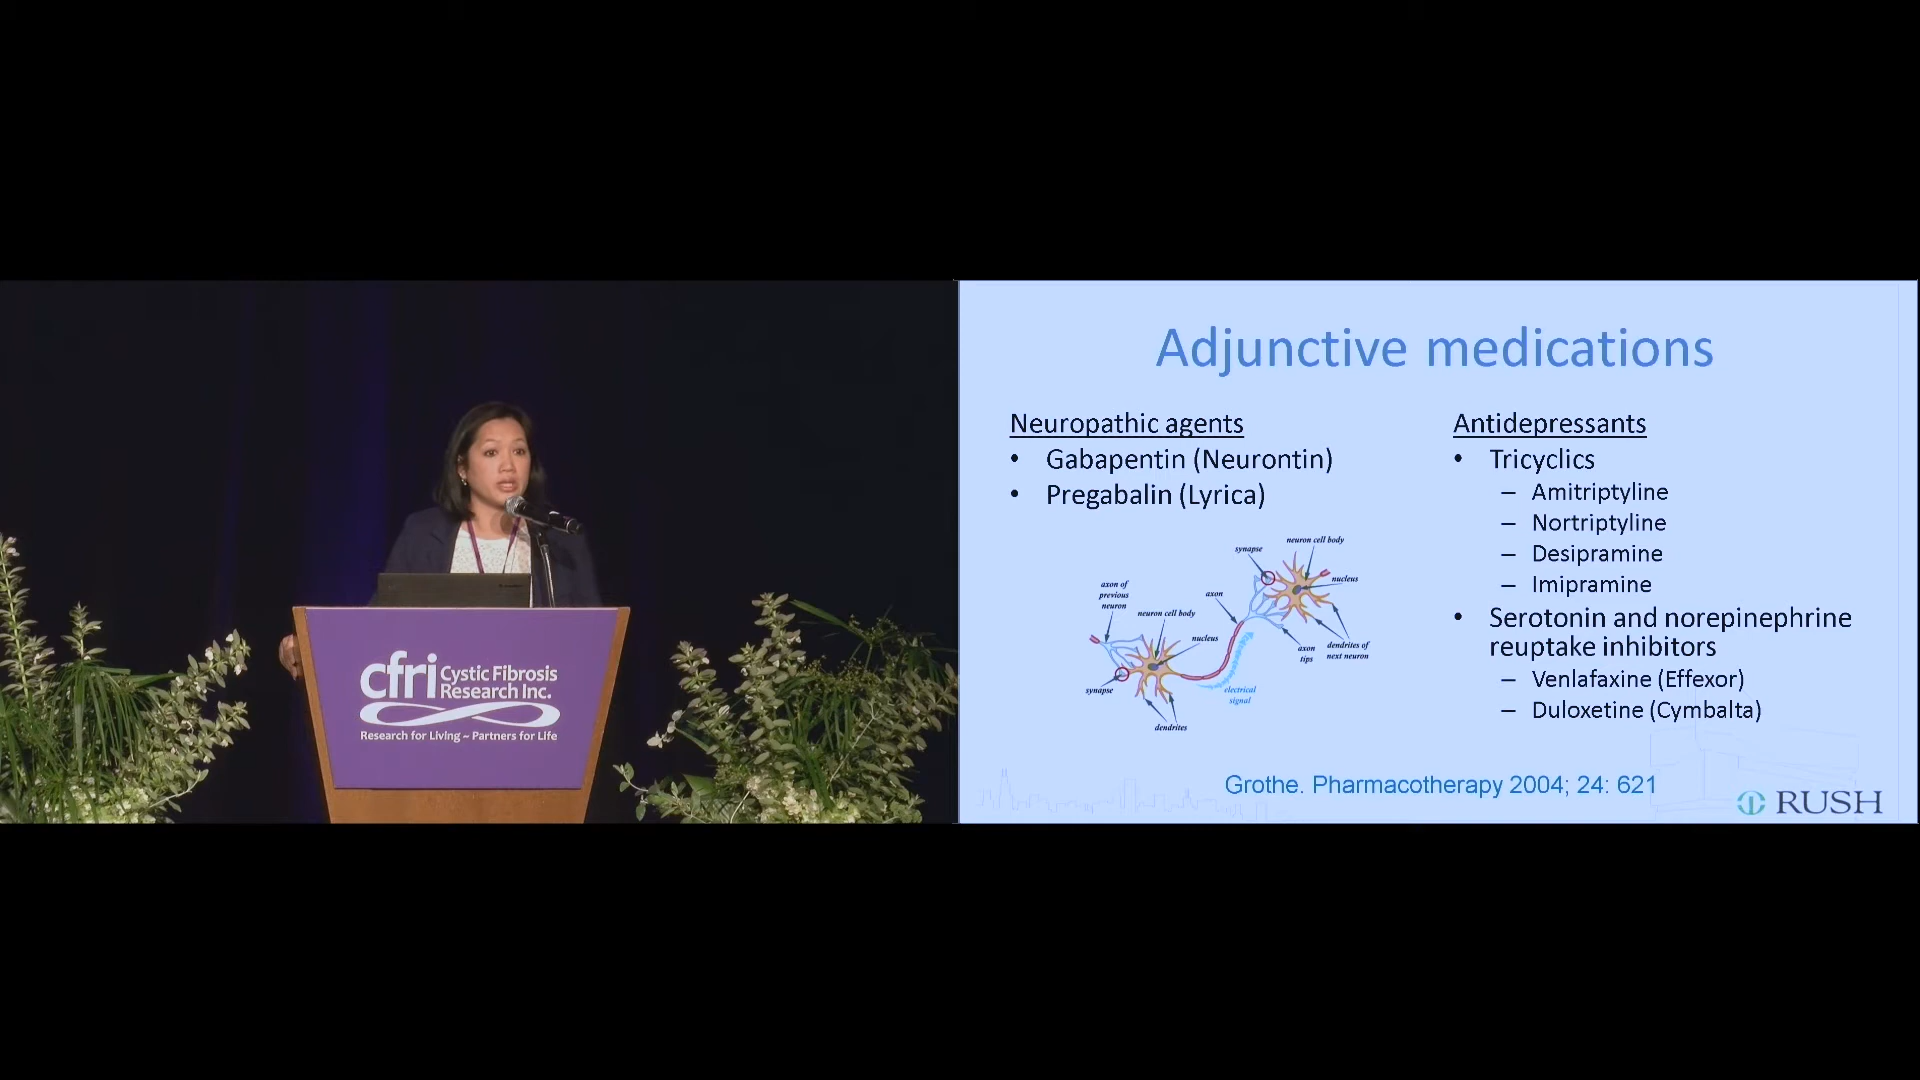 cfri Cystic Fibrosis
Research Inc.
Research for Living ~ Partners for Life
Adjunctive medications
Neuropathic agents
• Gabapentin (Neurontin)
• Pregabalin (Lyrica)
synapse
neuron cell body
nucleus
axon of
previous
neuron
axon
neuron cell body
nucleus
axon
tips
dendrites of
next neuron
synapse
electrical
signal
dendrites
Antidepressants
• Tricyclics
– Amitriptyline
– Nortriptyline
– Desipramine
– Imipramine
• Serotonin and norepinephrine
reuptake inhibitors
– Venlafaxine (Effexor)
– Duloxetine (Cymbalta)
Grothe. Pharmacotherapy 2004; 24: 621
RUSH